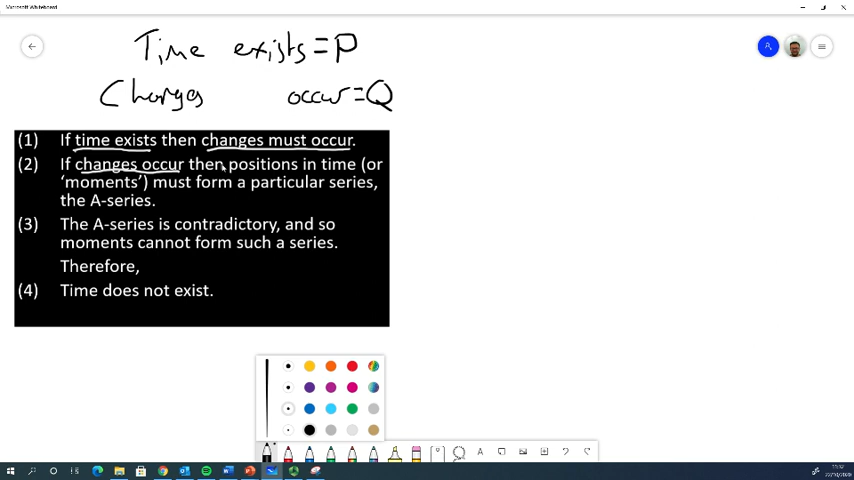 Microsoft Whiteboard
Time exists = P
Changes occur = Q
(1) If time exists then changes must occur.
(2) If changes occur then positions in time (or
‘moments’) must form a particular series,
the A-series.
(3) The A-series is contradictory, and so
moments cannot form such a series.
Therefore,
(4) Time does not exist.